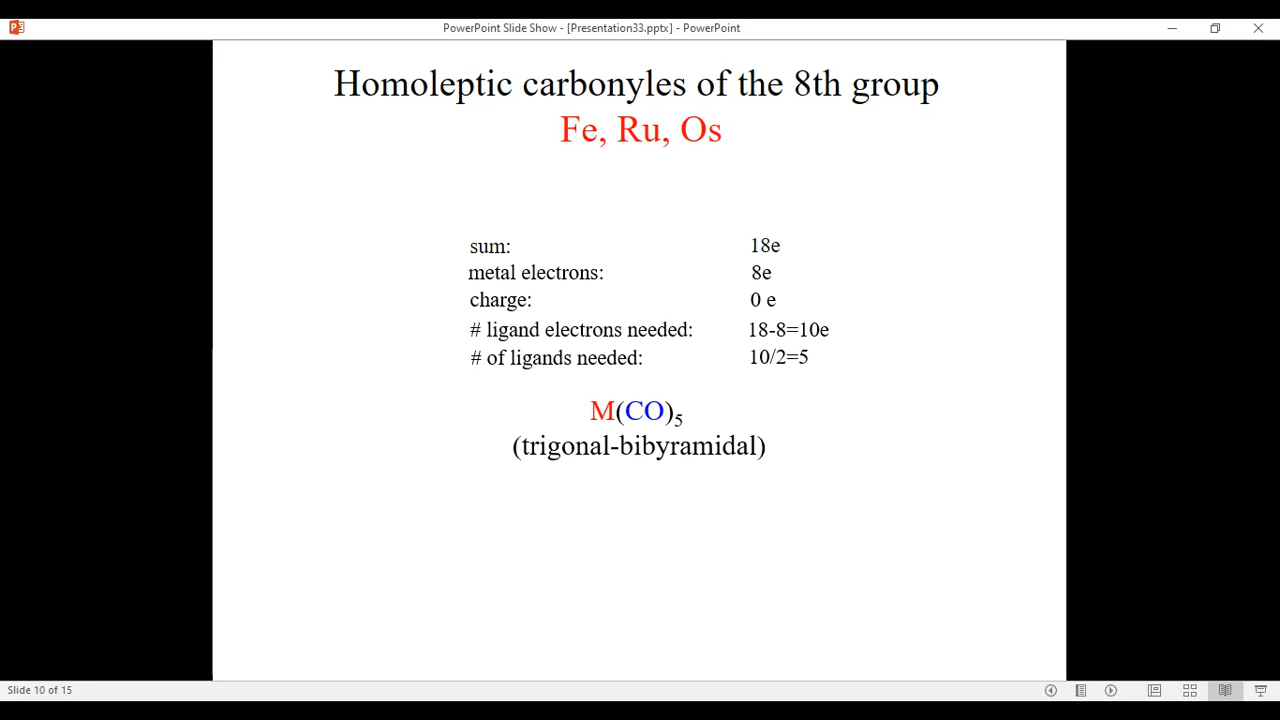 PowerPoint Slide Show - [Presentation33.pptx] - PowerPoint
Homoleptic carbonyles of the 8th group
Fe, Ru, Os
sum: 18e
metal electrons: 8e
charge: 0 e
# ligand electrons needed: 18-8=10e
# of ligands needed: 10/2=5
M(CO)₅
(trigonal-bibyramidal)
Slide 10 of 15